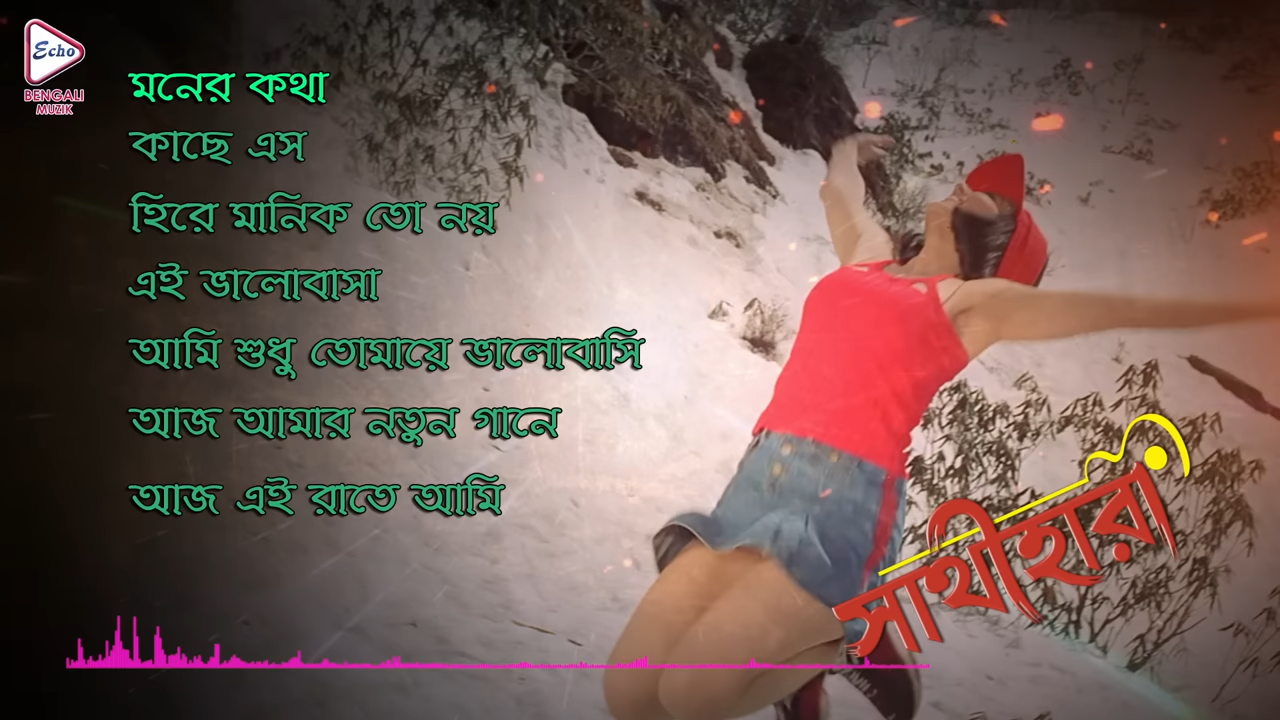 Echo
BENGALI
MUZIK
মনের কথা
কাছে এস
হিরে মানিক তো নয়
এই ভালোবাসা
আমি শুধু তোমায়ে ভালোবাসি
আজ আমার নতুন গানে
আজ এই রাতে আমি
সাথীহারা